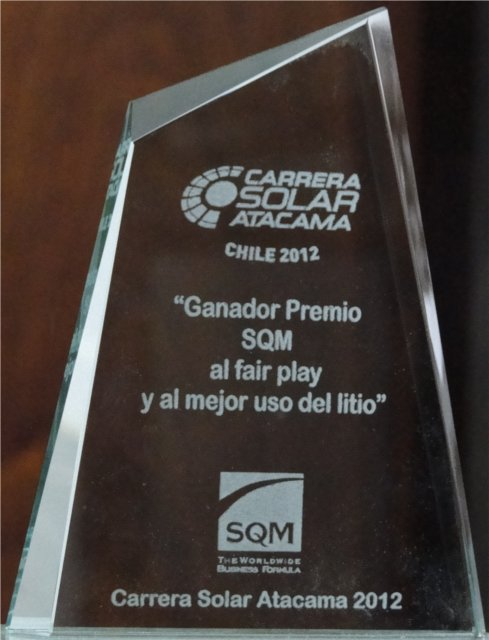 CARRERA
SOLAR
ATACAMA
CHILE 2012
“Ganador Premio
SQM
al fair play
y al mejor uso del litio”
SQM
THE WORLDWIDE
BUSINESS FORMULA
Carrera Solar Atacama 2012